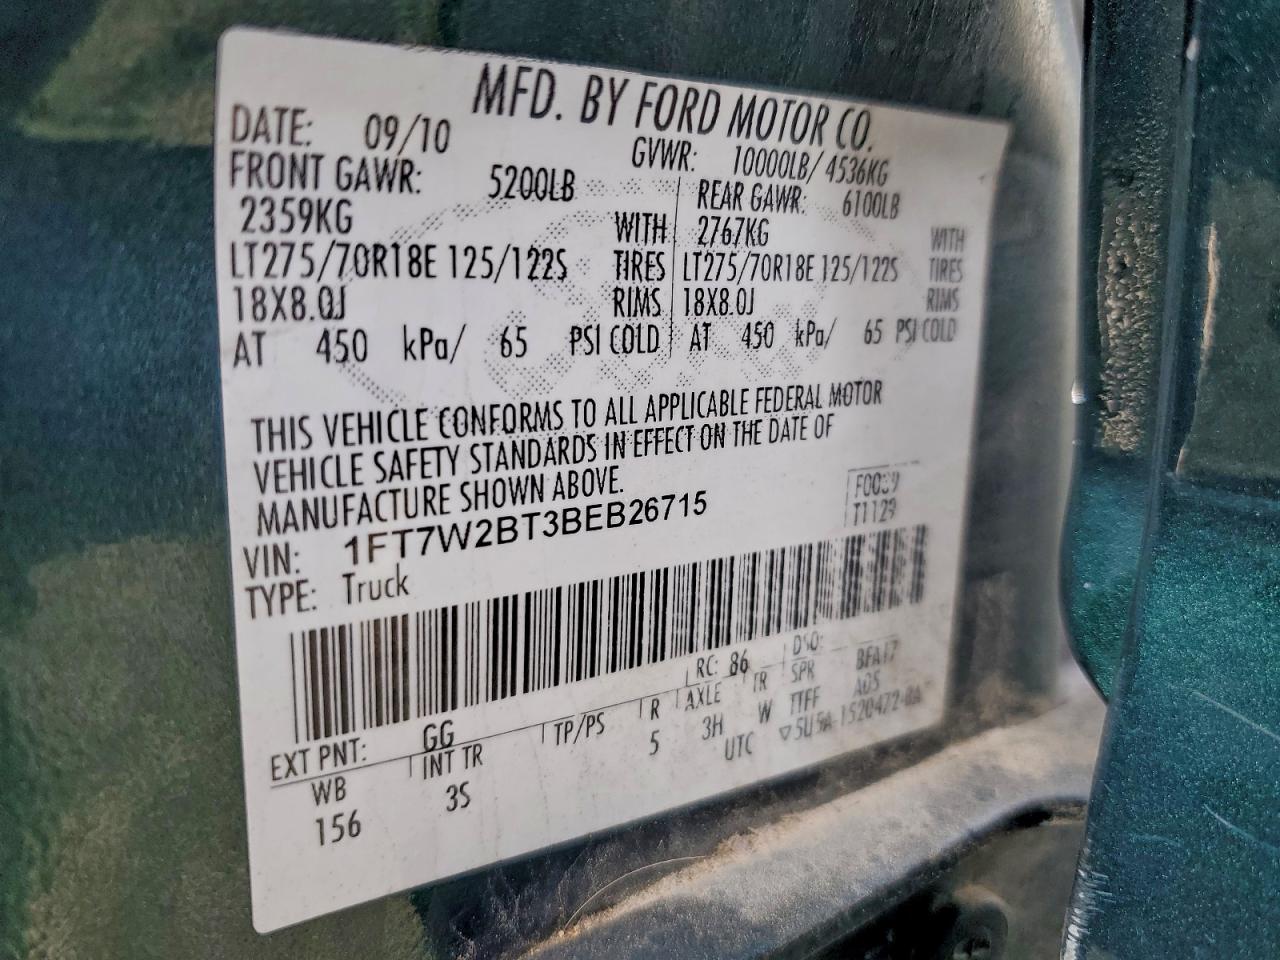 MFD. BY FORD MOTOR CO.
DATE: 09/10 GVWR: 10000LB/ 4536KG
FRONT GAWR: 5200LB REAR GAWR: 6100LB
2359KG WITH 2767KG WITH
LT275/70R18E 125/122S TIRES LT275/70R18E 125/122S TIRES
18X8.0J RIMS 18X8.0J RIMS
AT 450 kPa/ 65 PSI COLD AT 450 kPa/ 65 PSI COLD
THIS VEHICLE CONFORMS TO ALL APPLICABLE FEDERAL MOTOR
VEHICLE SAFETY STANDARDS IN EFFECT ON THE DATE OF
MANUFACTURE SHOWN ABOVE.
VIN: 1FT7W2BT3BEB26715
T1129
TYPE: Truck
EXT PNT: GG RC: 86 DSO:
WB INT TR TP/PS R AXLE TR SPR BFA17
156 3S 5 3H W TTFF AOS
UTC